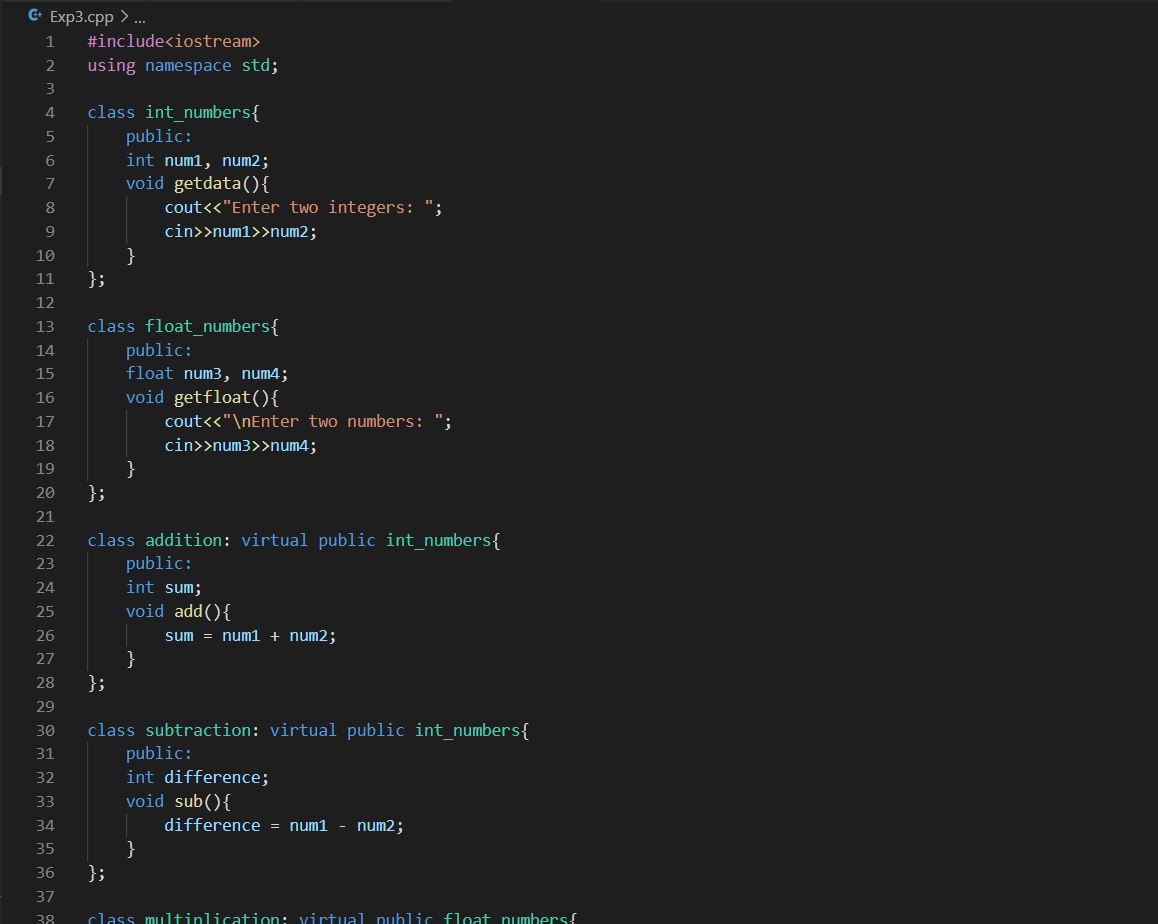 Exp3.cpp > ...
1 #include<iostream>
2 using namespace std;
3
4 class int_numbers{
5     public:
6     int num1, num2;
7     void getdata(){
8         cout<<"Enter two integers: ";
9         cin>>num1>>num2;
10     }
11 };
12
13 class float_numbers{
14     public:
15     float num3, num4;
16     void getfloat(){
17         cout<<"\nEnter two numbers: ";
18         cin>>num3>>num4;
19     }
20 };
21
22 class addition: virtual public int_numbers{
23     public:
24     int sum;
25     void add(){
26         sum = num1 + num2;
27     }
28 };
29
30 class subtraction: virtual public int_numbers{
31     public:
32     int difference;
33     void sub(){
34         difference = num1 - num2;
35     }
36 };
37
38 class multiplication: virtual public float_numbers{